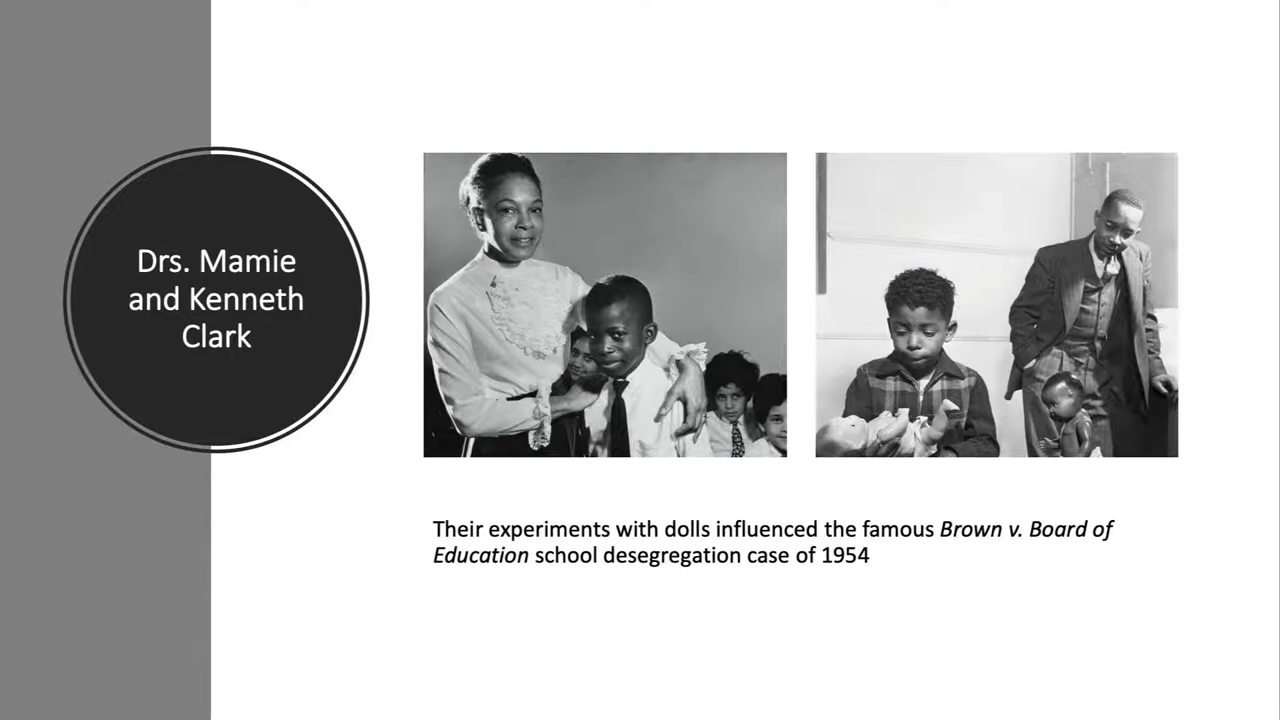 Drs. Mamie
and Kenneth
Clark
Their experiments with dolls influenced the famous Brown v. Board of
Education school desegregation case of 1954